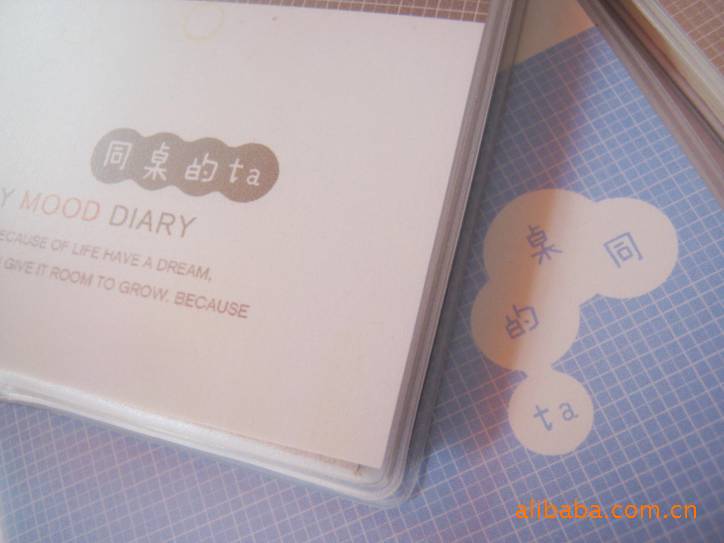 同桌的ta
Y MOOD DIARY
ECAUSE OF LIFE HAVE A DREAM,
GIVE IT ROOM TO GROW. BECAUSE
同
桌
的
ta
alibaba.com.cn